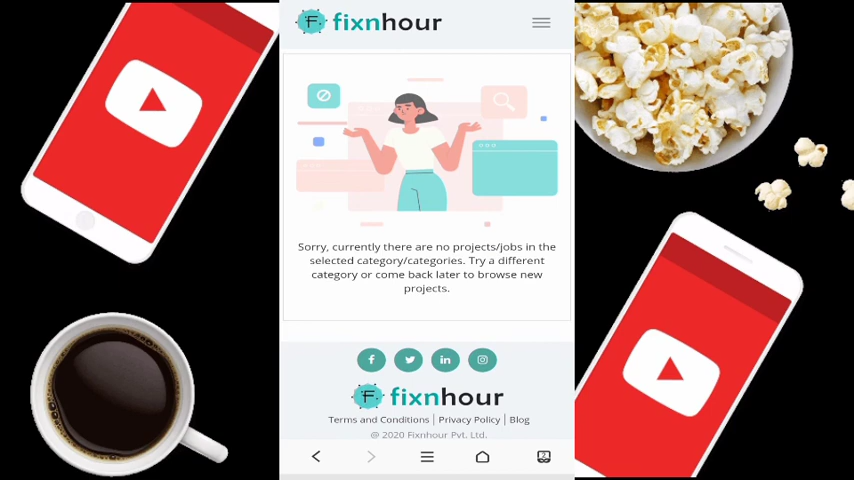 fixnhour
Sorry, currently there are no projects/jobs in the
selected category/categories. Try a different
category or come back later to browse new
projects.
fixnhour
Terms and Conditions | Privacy Policy | Blog
@ 2020 Fixnhour Pvt. Ltd.
2